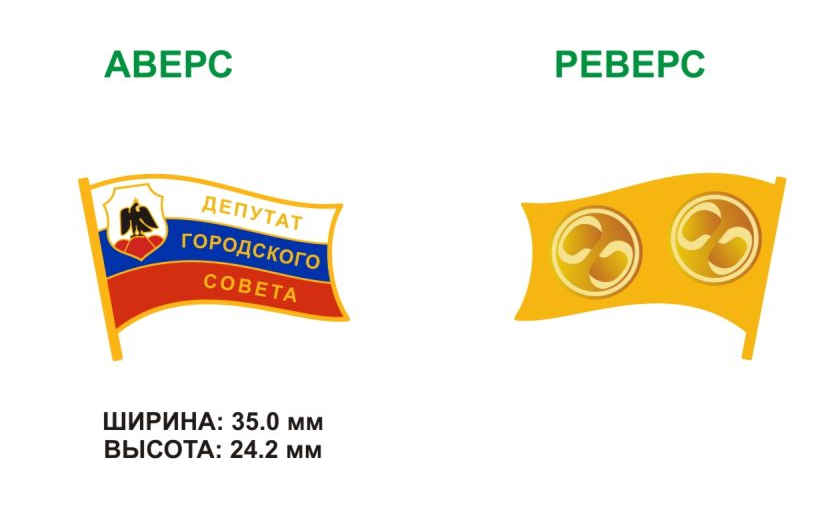 АВЕРС
РЕВЕРС
ДЕПУТАТ
ГОРОДСКОГО
СОВЕТА
ШИРИНА: 35.0 мм
ВЫСОТА: 24.2 мм